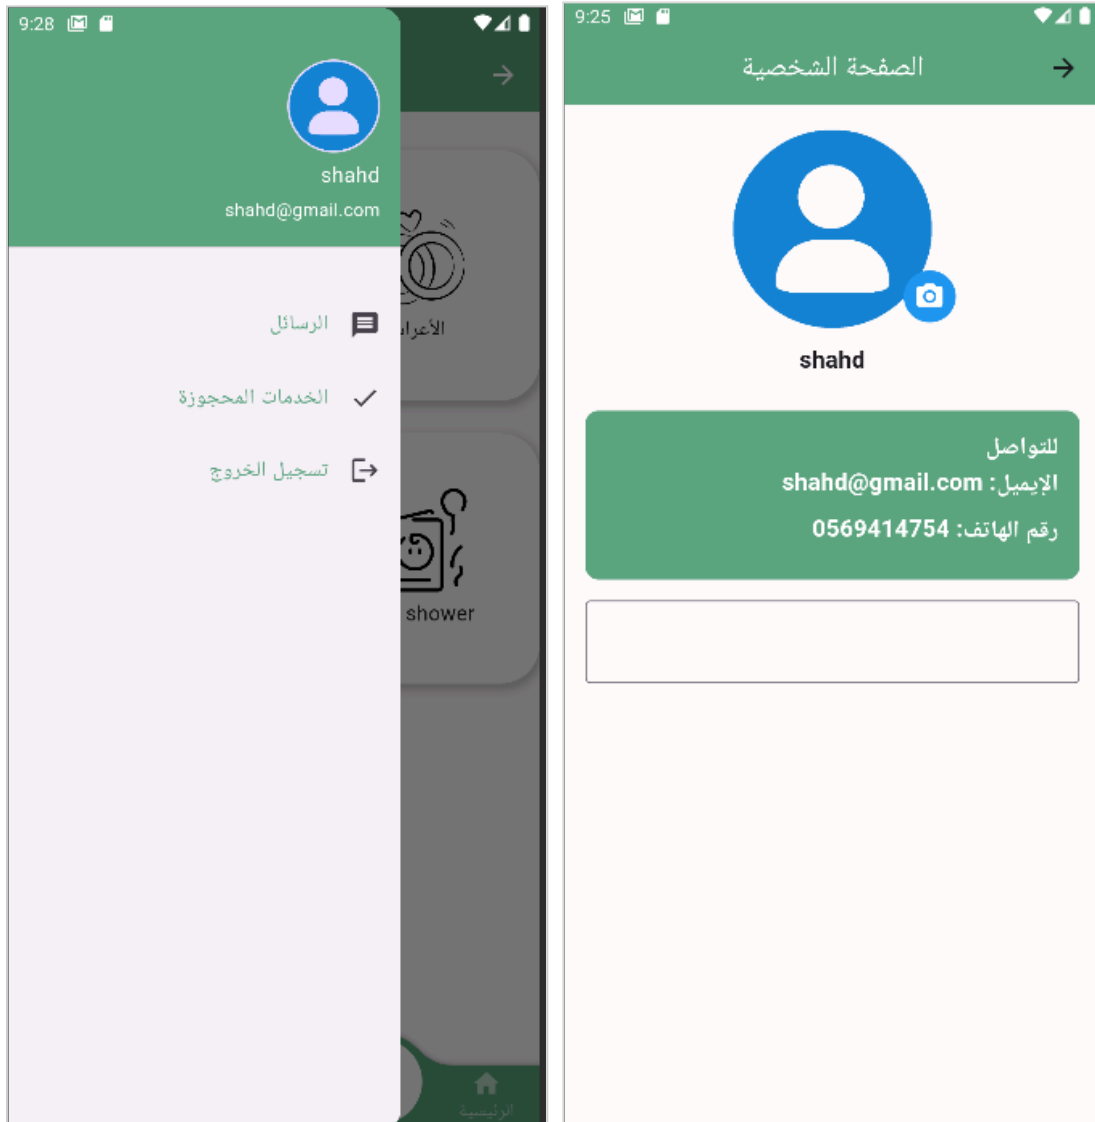 9:28
shahd
shahd@gmail.com
الرسائل
الخدمات المحجوزة
تسجيل الخروج
shower
الرئيسية
9:25
الصفحة الشخصية
shahd
للتواصل
الإيميل: shahd@gmail.com
رقم الهاتف: 0569414754